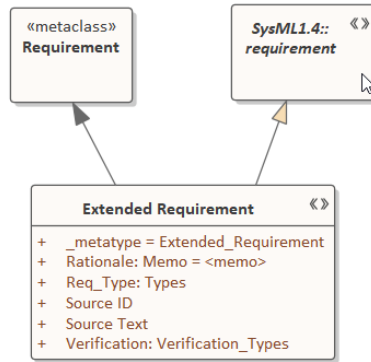 «metaclass»
Requirement
SysML1.4::
requirement
«»
Extended Requirement
«»
+ _metatype = Extended_Requirement
+ Rationale: Memo = <memo>
+ Req_Type: Types
+ Source ID
+ Source Text
+ Verification: Verification_Types